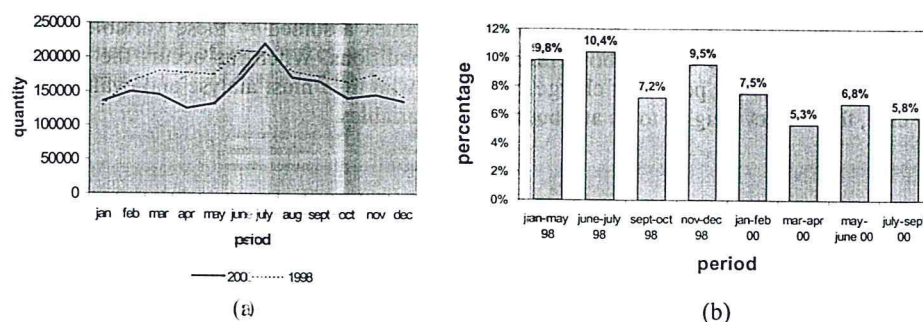 250000
200000
150000
100000
50000
0
quantity
jan feb mar apr may june july aug sept oct nov dec
period
200 1998
(a)
12%
10%
8%
6%
4%
2%
0%
percentage
9,8% 10,4% 7,2% 9,5% 7,5% 5,3% 6,8% 5,8%
jan-may june-july sept-oct nov-dec jan-feb mar-apr may- july-sep
98 98 98 98 00 00 june 00 00
period
(b)